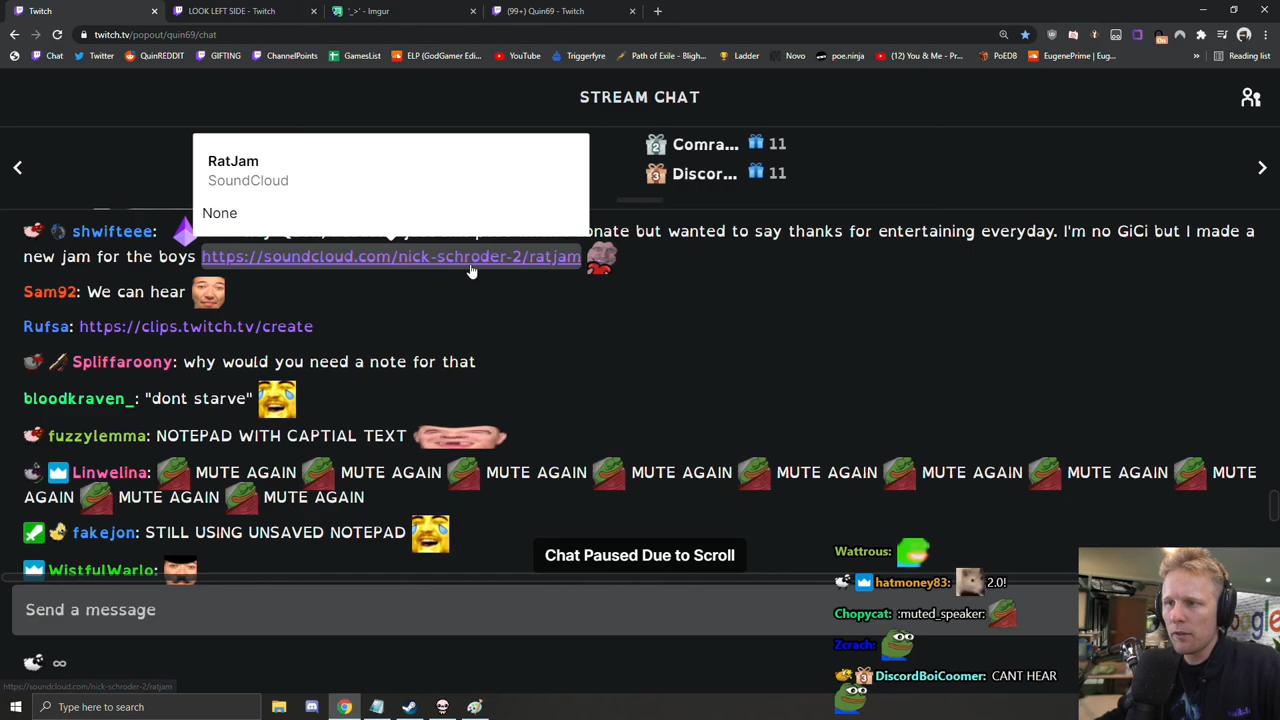 Twitch
LOOK LEFT SIDE - Twitch
'_>' - Imgur
(99+) Quin69 - Twitch
twitch.tv/popout/quin69/chat
Chat
Twitter
QuinREDDIT
GIFTING
ChannelPoints
GamesList
ELP (GodGamer Edi...
YouTube
Triggerfyre
Path of Exile - Bligh...
Ladder
Novo
poe.ninja
(12) You & Me - Pr...
PoEDB
EugenePrime | Eug...
Reading list
STREAM CHAT
2 Comra... 11
3 Discor... 11
RatJam
SoundCloud
None
shwifteee: onate but wanted to say thanks for entertaining everyday. I'm no GiCi but I made a
new jam for the boys https://soundcloud.com/nick-schroder-2/ratjam
Sam92: We can hear
Rufsa: https://clips.twitch.tv/create
Spliffaroony: why would you need a note for that
bloodkraven_: "dont starve"
fuzzylemma: NOTEPAD WITH CAPTIAL TEXT
Linwelina: MUTE AGAIN MUTE AGAIN MUTE AGAIN MUTE AGAIN MUTE AGAIN MUTE AGAIN MUTE AGAIN MUTE
AGAIN MUTE AGAIN MUTE AGAIN
fakejon: STILL USING UNSAVED NOTEPAD
WistfulWarlo:
Chat Paused Due to Scroll
Send a message
∞
Wattrous:
hatmoney83: 2.0!
Chopycat: :muted_speaker:
Zcrach:
DiscordBoiCoomer: CANT HEAR
https://soundcloud.com/nick-schroder-2/ratjam
Type here to search